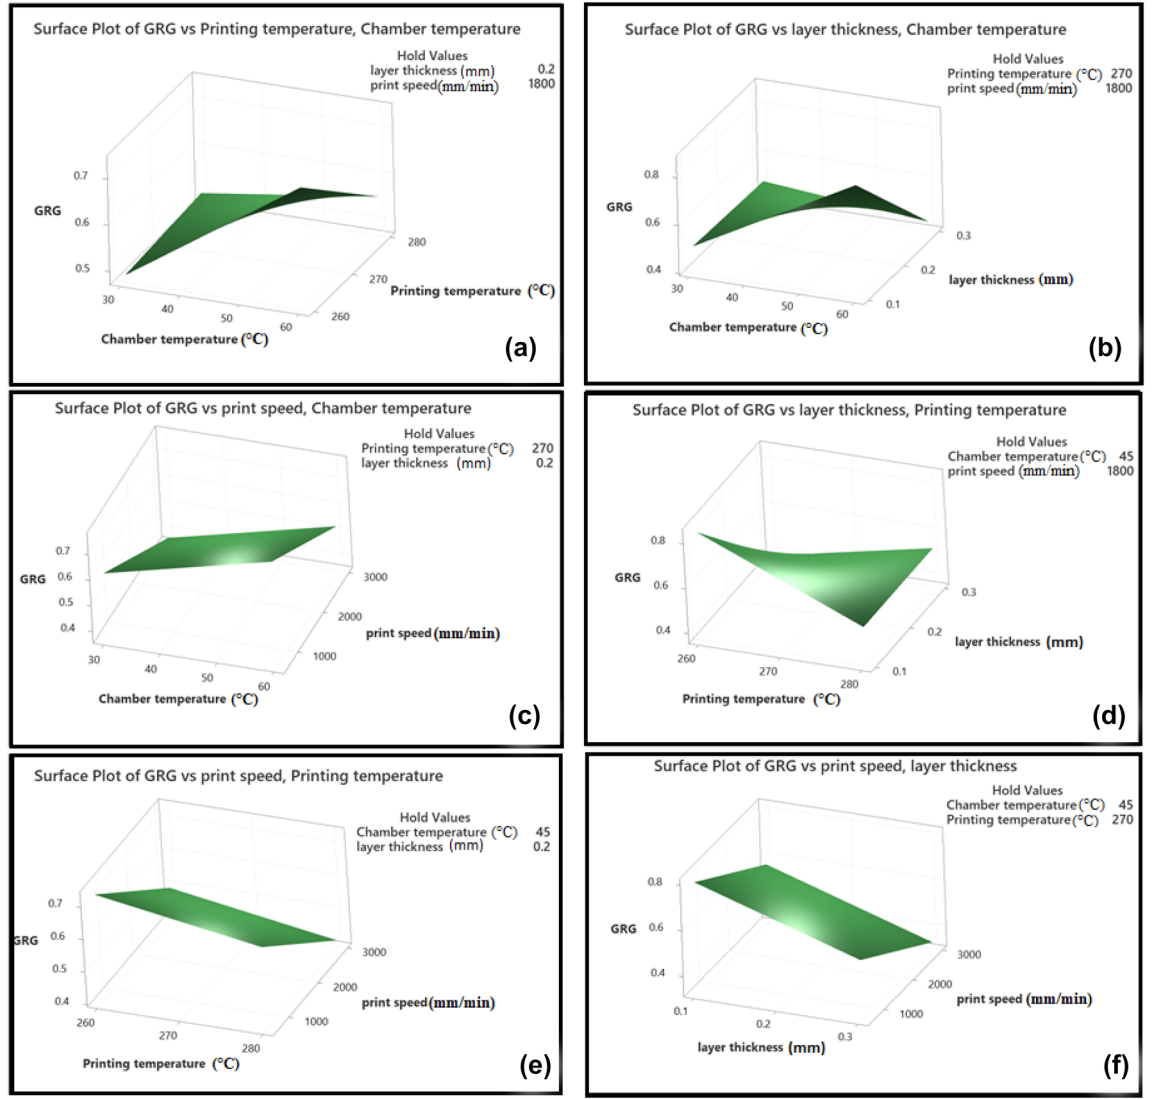 Surface Plot of GRG vs Printing temperature, Chamber temperature
Hold Values
layer thickness (mm) 0.2
print speed(mm/min) 1800
0.7
GRG
0.6
0.5
280
270
Printing temperature (°C)
260
30
40
50
60
Chamber temperature (°C)
(a)
Surface Plot of GRG vs layer thickness, Chamber temperature
Hold Values
Printing temperature (°C) 270
print speed (mm/min) 1800
0.8
GRG
0.6
0.4
0.3
0.2
layer thickness (mm)
0.1
30
40
50
60
Chamber temperature (°C)
(b)
Surface Plot of GRG vs print speed, Chamber temperature
Hold Values
Printing temperature(°C) 270
layer thickness (mm) 0.2
0.7
GRG 0.6
0.5
0.4
3000
2000
print speed (mm/min)
1000
30
40
50
60
Chamber temperature (°C)
(c)
Surface Plot of GRG vs layer thickness, Printing temperature
Hold Values
Chamber temperature(°C) 45
print speed (mm/min) 1800
0.8
GRG
0.6
0.4
0.3
0.2
layer thickness (mm)
0.1
260
270
280
Printing temperature (°C)
(d)
Surface Plot of GRG vs print speed, Printing temperature
Hold Values
Chamber temperature (°C) 45
layer thickness (mm) 0.2
0.7
GRG 0.6
0.5
0.4
3000
2000
print speed(mm/min)
1000
260
270
280
Printing temperature (°C)
(e)
Surface Plot of GRG vs print speed, layer thickness
Hold Values
Chamber temperature(°C) 45
Printing temperature(°C) 270
0.8
GRG 0.6
0.4
3000
2000
print speed (mm/min)
1000
0.1
0.2
0.3
layer thickness (mm)
(f)